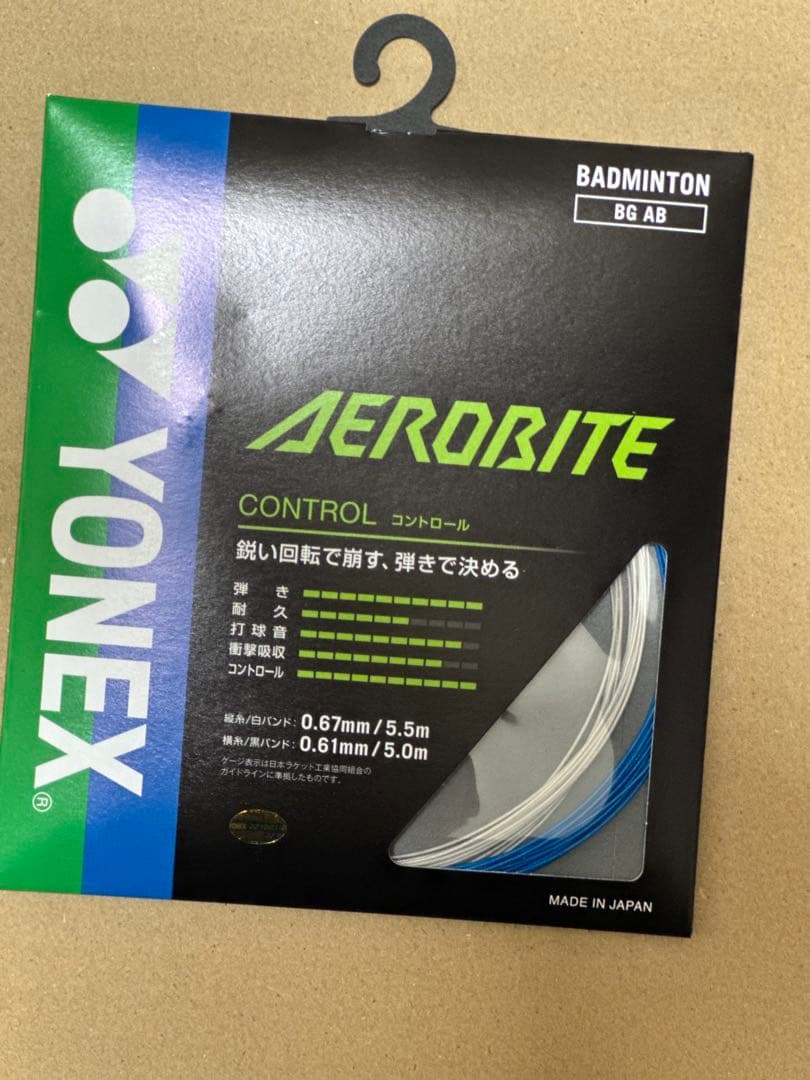 BADMINTON
BG AB
YONEX®
AEROBITE
CONTROL コントロール
鋭い回転で崩す、弾きで決める
弾き
耐久
打球音
衝撃吸収
コントロール
縦糸/白バンド: 0.67mm/5.5m
横糸/黒バンド: 0.61mm/5.0m
ゲージ表示は日本ラケット工業協同組合の
ガイドラインに準拠したものです。
YONEX
MADE IN JAPAN